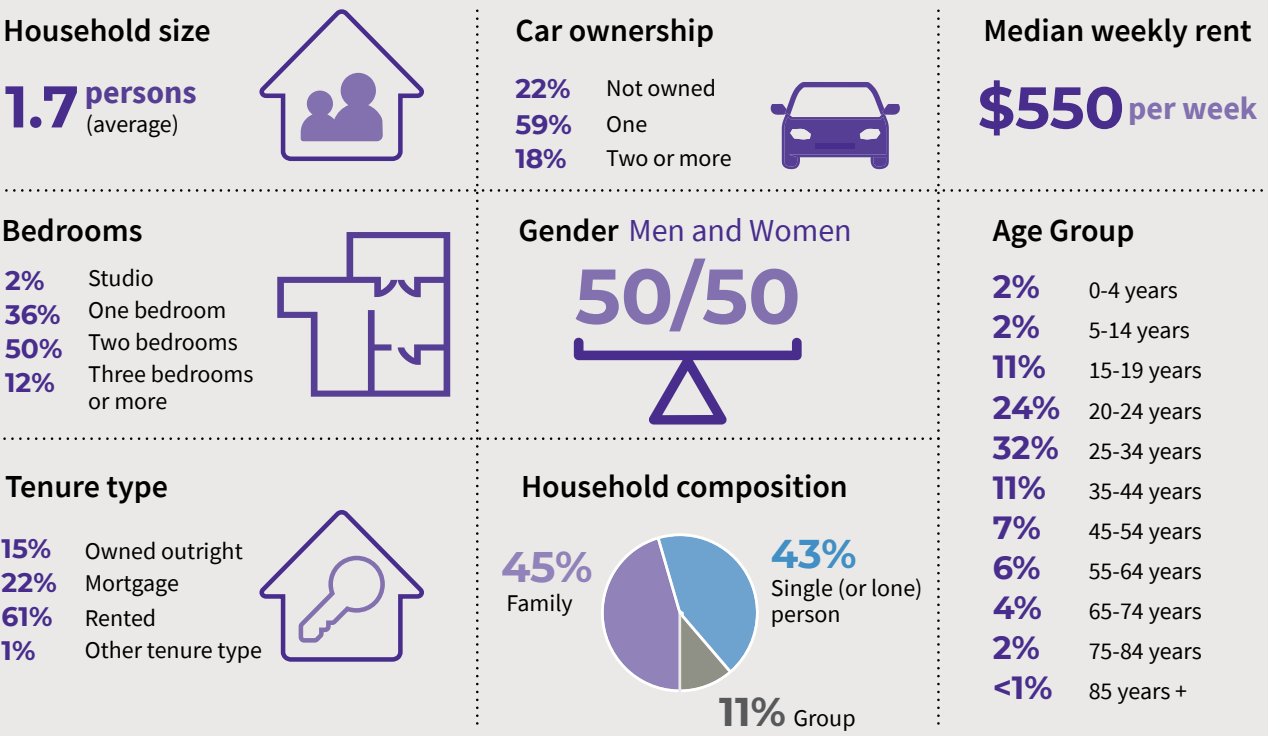 Household size
1.7 persons
(average)
Car ownership
22% Not owned
59% One
18% Two or more
Median weekly rent
$550 per week
Bedrooms
2% Studio
36% One bedroom
50% Two bedrooms
12% Three bedrooms
or more
Gender Men and Women
50/50
Age Group
2% 0-4 years
2% 5-14 years
11% 15-19 years
24% 20-24 years
32% 25-34 years
11% 35-44 years
7% 45-54 years
6% 55-64 years
4% 65-74 years
2% 75-84 years
<1% 85 years +
Tenure type
15% Owned outright
22% Mortgage
61% Rented
1% Other tenure type
Household composition
45%
Family
43%
Single (or lone)
person
11% Group